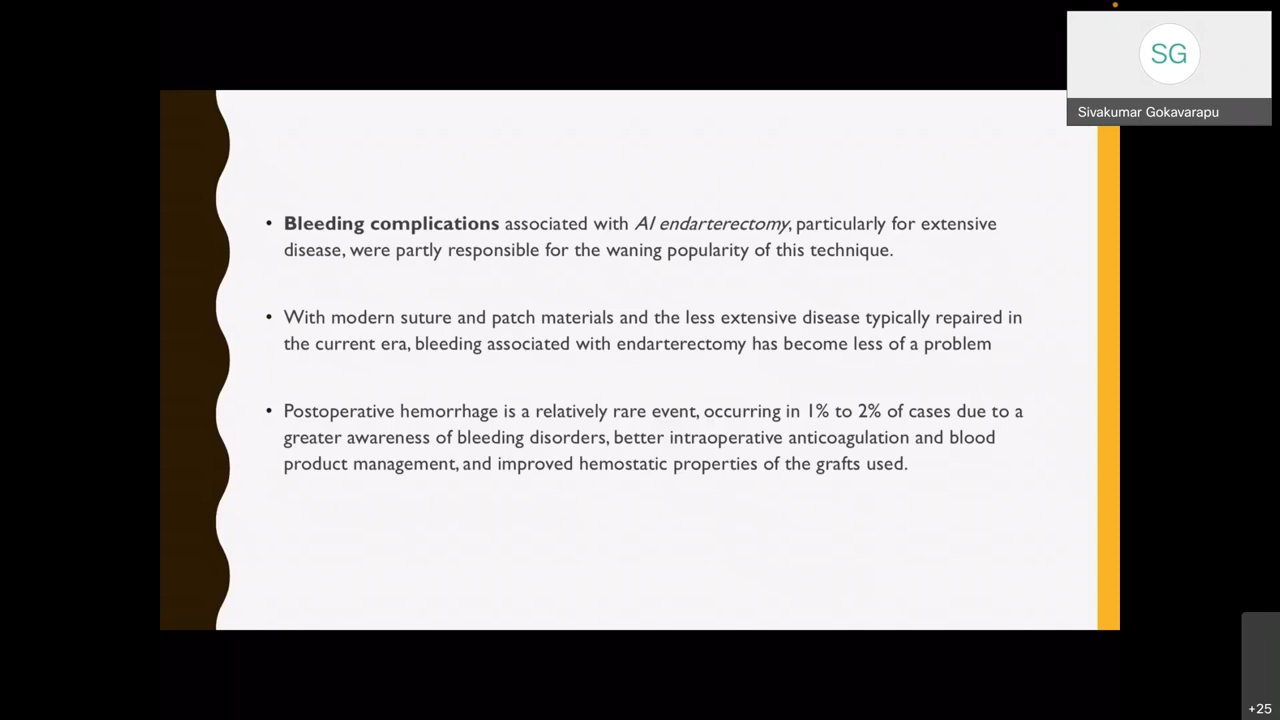 SG
Sivakumar Gokavarapu
• Bleeding complications associated with AI endarterectomy, particularly for extensive
disease, were partly responsible for the waning popularity of this technique.
• With modern suture and patch materials and the less extensive disease typically repaired in
the current era, bleeding associated with endarterectomy has become less of a problem
• Postoperative hemorrhage is a relatively rare event, occurring in 1% to 2% of cases due to a
greater awareness of bleeding disorders, better intraoperative anticoagulation and blood
product management, and improved hemostatic properties of the grafts used.
+25